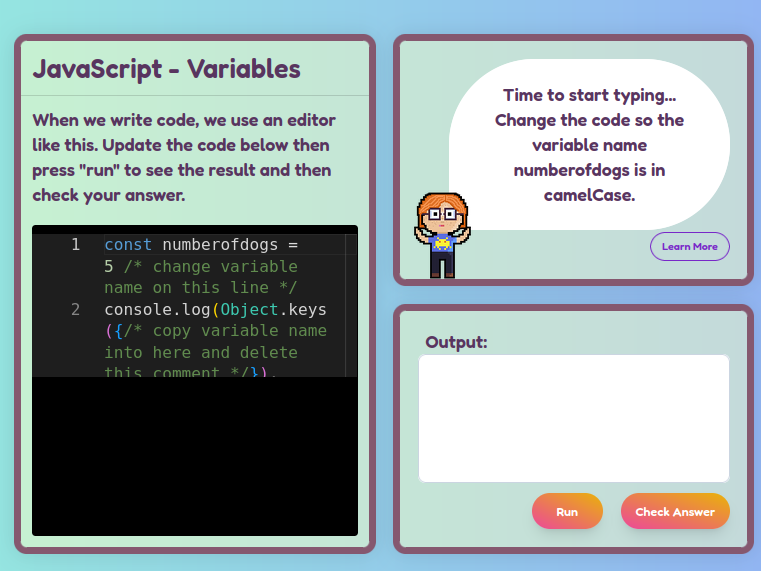 JavaScript - Variables
When we write code, we use an editor
like this. Update the code below then
press "run" to see the result and then
check your answer.
1 const numberofdogs =
5 /* change variable
name on this line */
2 console.log(Object.keys
({/* copy variable name
into here and delete
this comment */}).
Time to start typing...
Change the code so the
variable name
numberofdogs is in
camelCase.
Learn More
Output:
Run
Check Answer